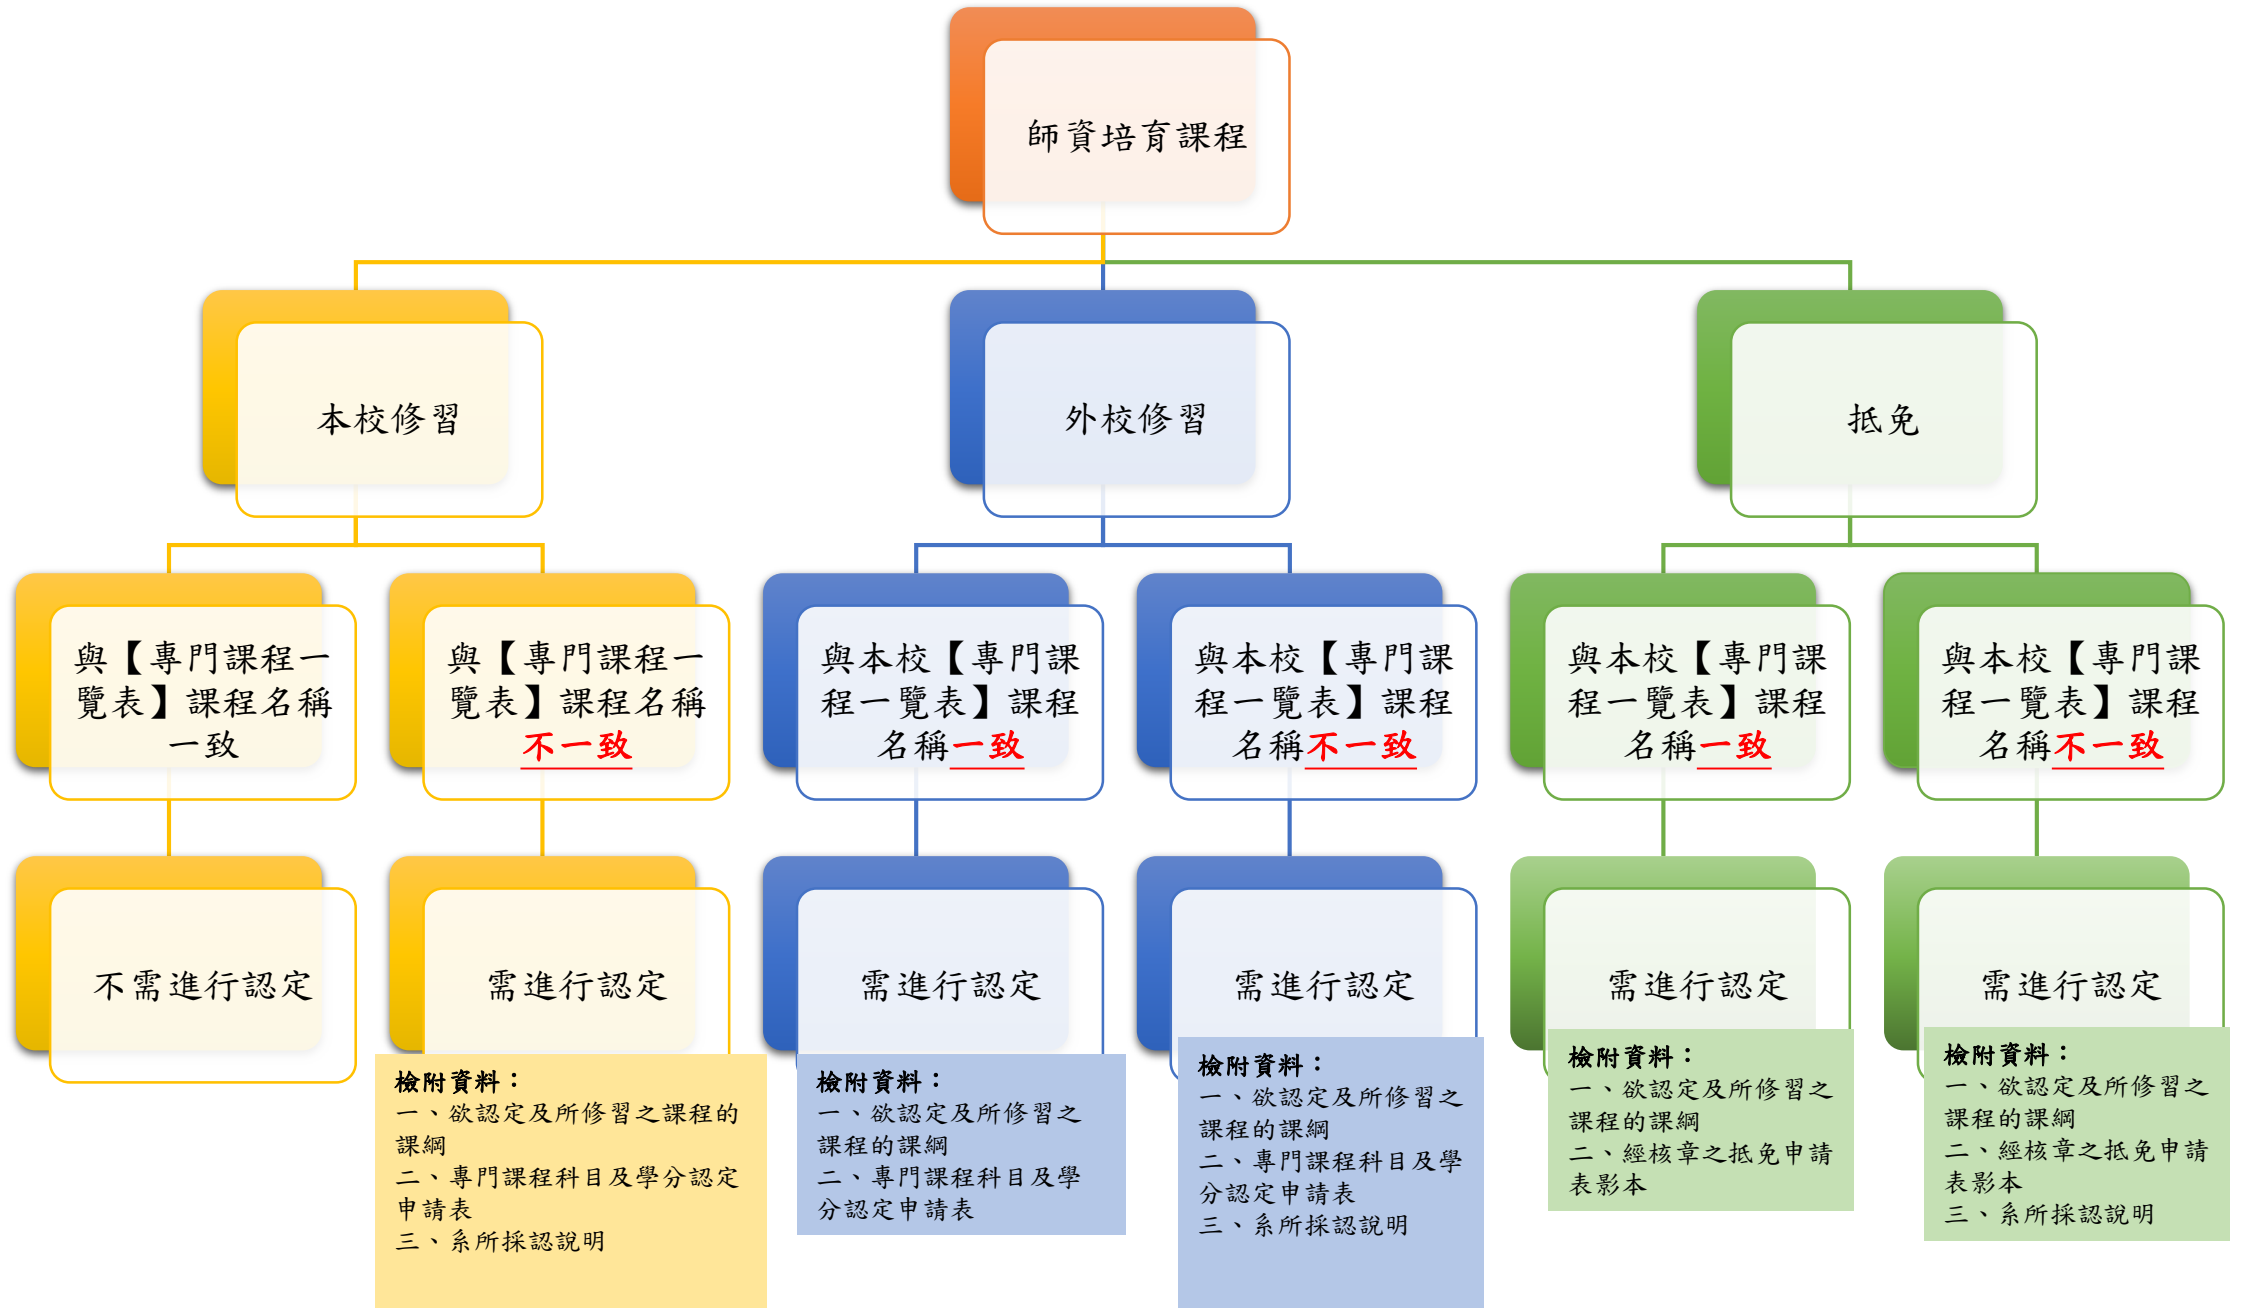 師資培育課程
本校修習
外校修習
抵免
與【專門課程一
覽表】課程名稱
一致
與【專門課程一
覽表】課程名稱
不一致
與本校【專門課
程一覽表】課程
名稱一致
與本校【專門課
程一覽表】課程
名稱不一致
與本校【專門課
程一覽表】課程
名稱一致
與本校【專門課
程一覽表】課程
名稱不一致
不需進行認定
需進行認定
需進行認定
需進行認定
需進行認定
需進行認定
檢附資料：
一、欲認定及所修習之課程的
課綱
二、專門課程科目及學分認定
申請表
三、系所採認說明
檢附資料：
一、欲認定及所修習之
課程的課綱
二、專門課程科目及學
分認定申請表
檢附資料：
一、欲認定及所修習之
課程的課綱
二、專門課程科目及學
分認定申請表
三、系所採認說明
檢附資料：
一、欲認定及所修習之
課程的課綱
二、經核章之抵免申請
表影本
檢附資料：
一、欲認定及所修習之
課程的課綱
二、經核章之抵免申請
表影本
三、系所採認說明